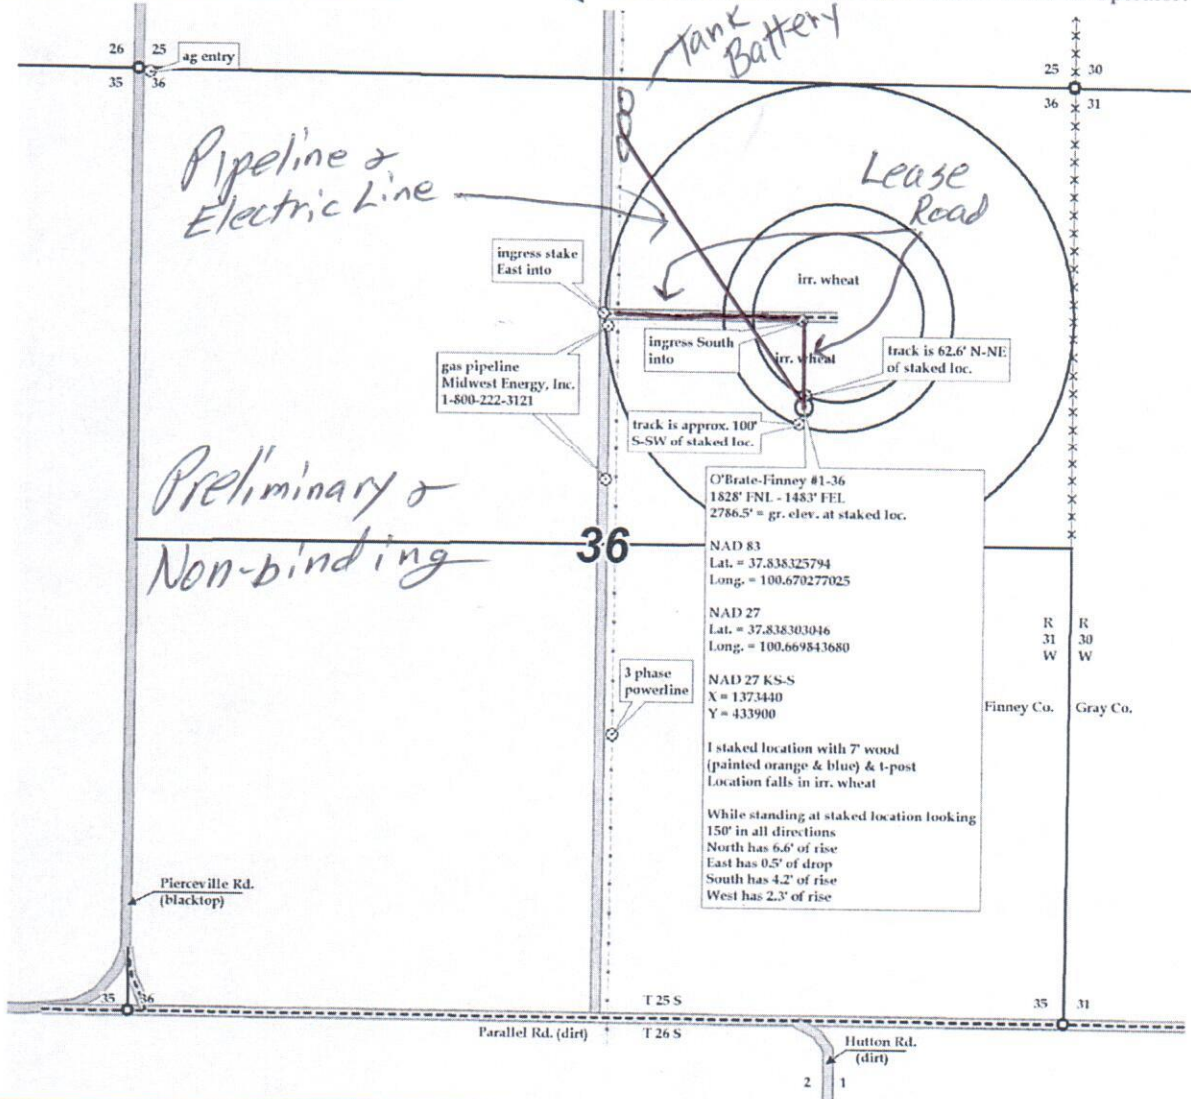 Tank
Battery
26 25
35 36
ag entry
25 30
36 31
Pipeline &
Electric Line
Lease
Road
ingress stake
East into
irr. wheat
ingress South
into
irr. wheat
track is 62.6' N-NE
of staked loc.
gas pipeline
Midwest Energy, Inc.
1-800-222-3121
track is approx. 100'
S-SW of staked loc.
Preliminary &
Non-binding
36
O'Brate-Finney #1-36
1828' FNL - 1483' FEL
2786.5' = gr. elev. at staked loc.
NAD 83
Lat. = 37.838325794
Long. = 100.670277025
NAD 27
Lat. = 37.838303046
Long. = 100.669843680
NAD 27 KS-S
X = 1373440
Y = 433900
I staked location with 7' wood
(painted orange & blue) & t-post
Location falls in irr. wheat
While standing at staked location looking
150' in all directions
North has 6.6' of rise
East has 0.5' of drop
South has 4.2' of rise
West has 2.3' of rise
R R
31 30
W W
3 phase
powerline
Finney Co. Gray Co.
Pierceville Rd.
(blacktop)
35 36
T 25 S
35 31
Parallel Rd. (dirt)
T 26 S
Hutton Rd.
(dirt)
2 1